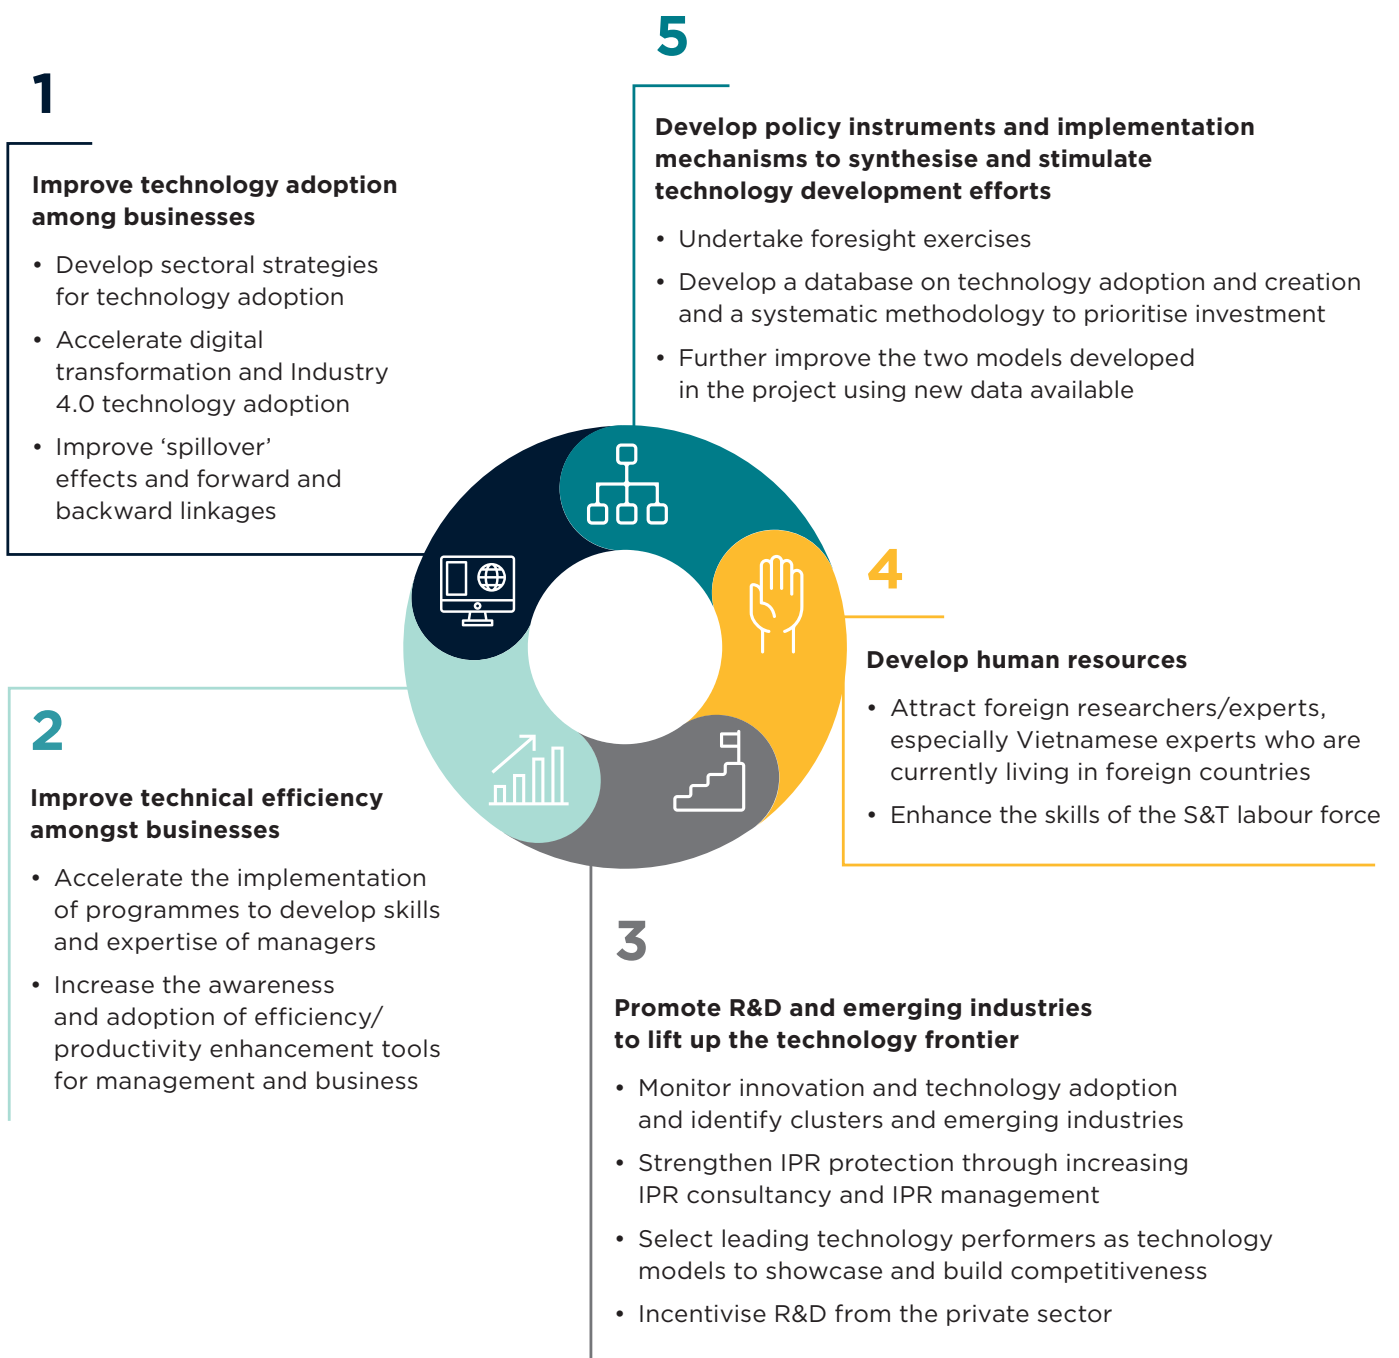 1
Improve technology adoption
among businesses
• Develop sectoral strategies
for technology adoption
• Accelerate digital
transformation and Industry
4.0 technology adoption
• Improve ‘spillover’
effects and forward and
backward linkages
2
Improve technical efficiency
amongst businesses
• Accelerate the implementation
of programmes to develop skills
and expertise of managers
• Increase the awareness
and adoption of efficiency/
productivity enhancement tools
for management and business
3
Promote R&D and emerging industries
to lift up the technology frontier
• Monitor innovation and technology adoption
and identify clusters and emerging industries
• Strengthen IPR protection through increasing
IPR consultancy and IPR management
• Select leading technology performers as technology
models to showcase and build competitiveness
• Incentivise R&D from the private sector
4
Develop human resources
• Attract foreign researchers/experts,
especially Vietnamese experts who are
currently living in foreign countries
• Enhance the skills of the S&T labour force
5
Develop policy instruments and implementation
mechanisms to synthesise and stimulate
technology development efforts
• Undertake foresight exercises
• Develop a database on technology adoption and creation
and a systematic methodology to prioritise investment
• Further improve the two models developed
in the project using new data available